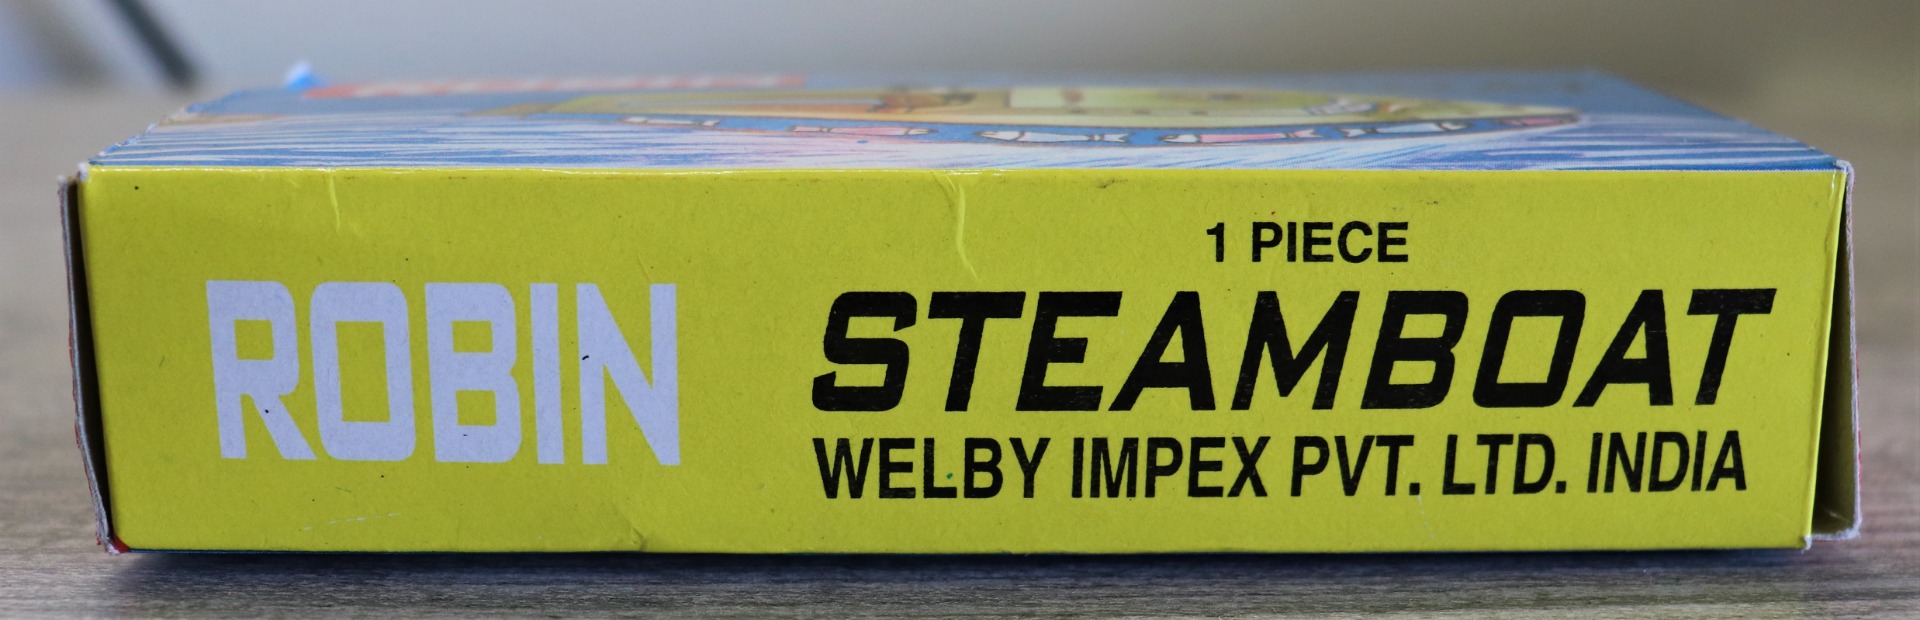 ROBIN
1 PIECE
STEAMBOAT
WELBY IMPEX PVT. LTD. INDIA